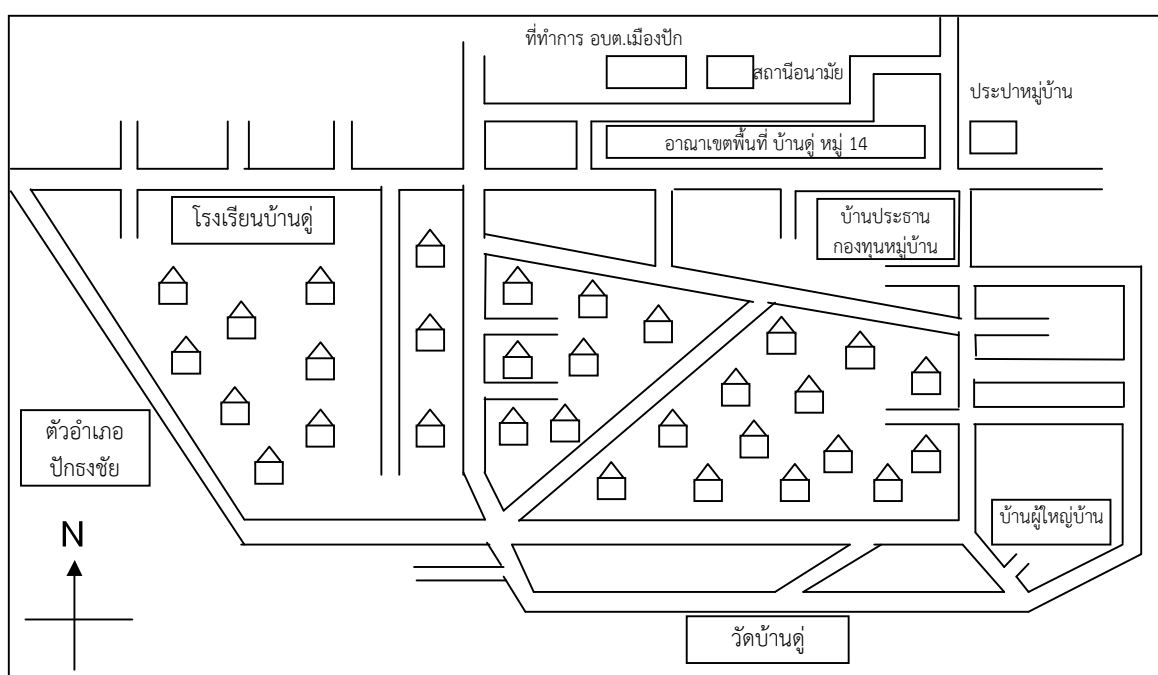 ที่ทำการ อบต.เมืองปัก
สถานีอนามัย
ประปาหมู่บ้าน
อาณาเขตพื้นที่ บ้านดู่ หมู่ 14
โรงเรียนบ้านดู่
บ้านประธาน
กองทุนหมู่บ้าน
ตัวอำเภอ
ปักธงชัย
บ้านผู้ใหญ่บ้าน
N
วัดบ้านดู่